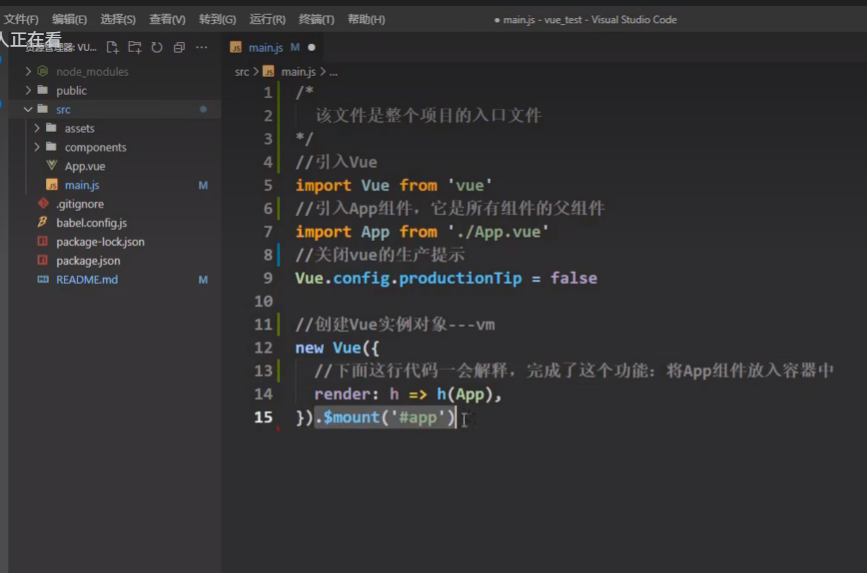 文件(F) 编辑(E) 选择(S) 查看(V) 转到(G) 运行(R) 终端(T) 帮助(H) ● main.js - vue_test - Visual Studio Code
人正在看
资源管理器: VU... main.js M ●
node_modules
public
src
assets
components
App.vue
main.js M
.gitignore
babel.config.js
package-lock.json
package.json
README.md M
src > main.js > ...
1 /*
2 该文件是整个项目的入口文件
3 */
4 //引入Vue
5 import Vue from 'vue'
6 //引入App组件，它是所有组件的父组件
7 import App from './App.vue'
8 //关闭vue的生产提示
9 Vue.config.productionTip = false
10
11 //创建Vue实例对象---vm
12 new Vue({
13 //下面这行代码一会解释，完成了这个功能：将App组件放入容器中
14 render: h => h(App),
15 }).$mount('#app')